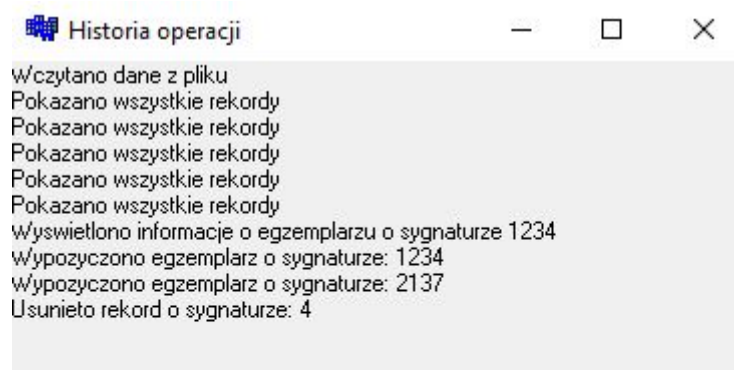 Historia operacji
Wczytano dane z pliku
Pokazano wszystkie rekordy
Pokazano wszystkie rekordy
Pokazano wszystkie rekordy
Pokazano wszystkie rekordy
Pokazano wszystkie rekordy
Wyswietlono informacje o egzemplarzu o sygnaturze 1234
Wypozyczono egzemplarz o sygnaturze: 1234
Wypozyczono egzemplarz o sygnaturze: 2137
Usunieto rekord o sygnaturze: 4